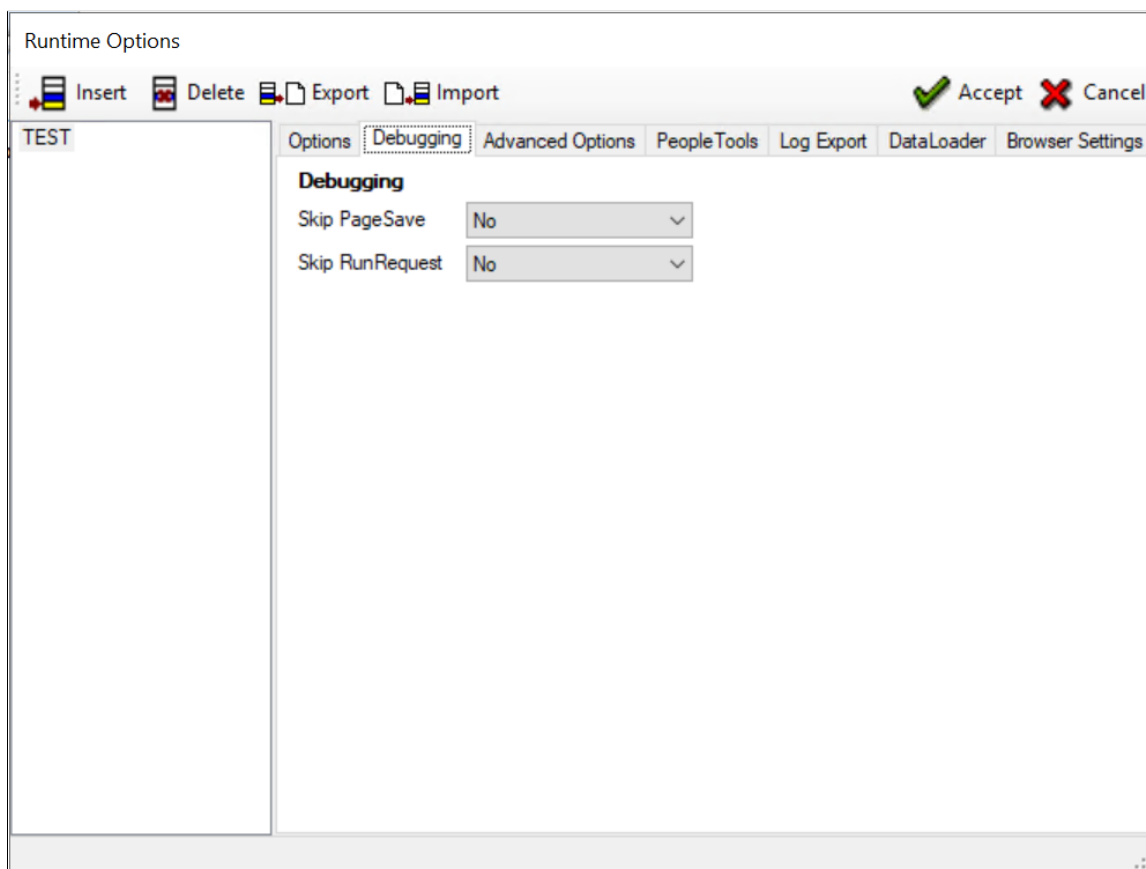 Runtime Options
Insert Delete Export Import Accept Cancel
TEST
Options Debugging Advanced Options PeopleTools Log Export DataLoader Browser Settings
Debugging
Skip PageSave No
Skip RunRequest No